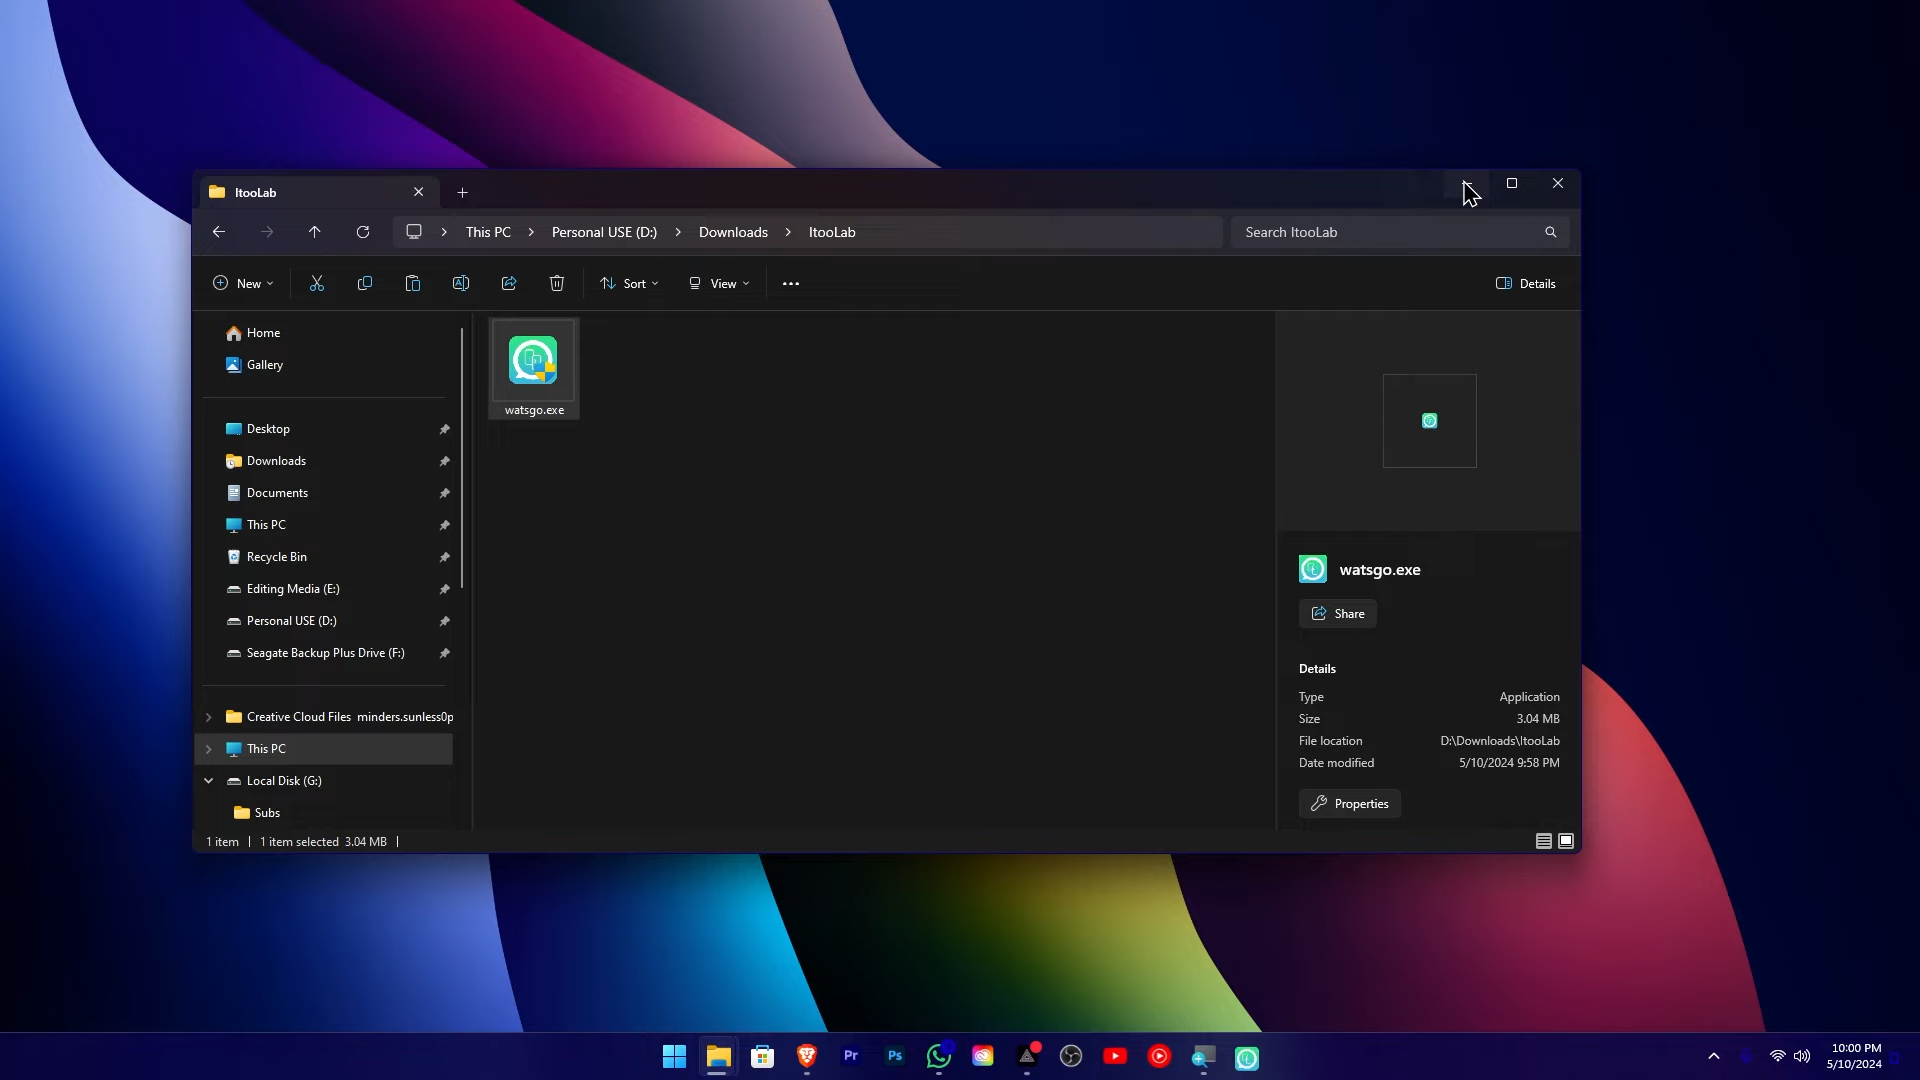 ItooLab
This PC
Personal USE (D:)
Downloads
ItooLab
Search ItooLab
New
Sort
View
Details
Home
Gallery
Desktop
Downloads
Documents
This PC
Recycle Bin
Editing Media (E:)
Personal USE (D:)
Seagate Backup Plus Drive (F:)
Creative Cloud Files minders.sunless0p
This PC
Local Disk (G:)
Subs
watsgo.exe
watsgo.exe
Share
Details
Type Application
Size 3.04 MB
File location D:\Downloads\ItooLab
Date modified 5/10/2024 9:58 PM
Properties
1 item | 1 item selected 3.04 MB |
Pr
Ps
10:00 PM
5/10/2024